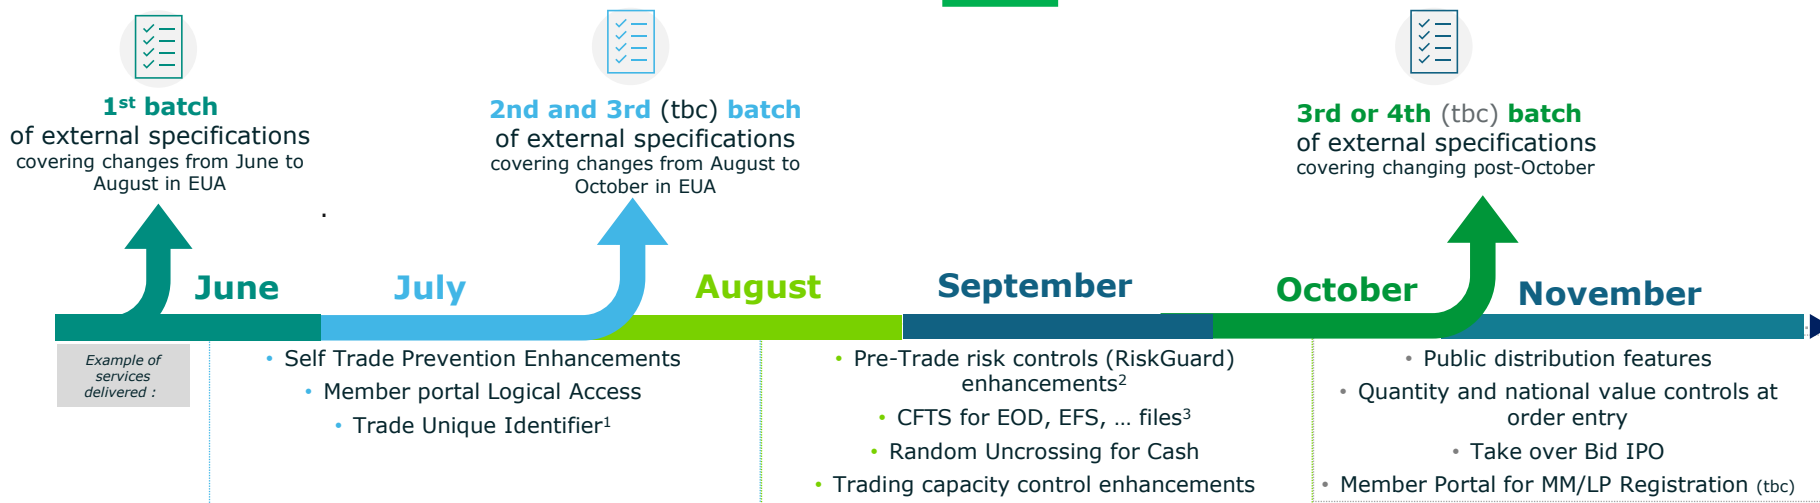 1st batch
of external specifications
covering changes from June to
August in EUA
2nd and 3rd (tbc) batch
of external specifications
covering changes from August to
October in EUA
3rd or 4th (tbc) batch
of external specifications
covering changing post-October
.
June
July
August
September
October
November
Example of
services
delivered :
• Self Trade Prevention Enhancements
• Member portal Logical Access
• Trade Unique Identifier1
• Pre-Trade risk controls (RiskGuard)
enhancements2
• CFTS for EOD, EFS, … files3
• Random Uncrossing for Cash
• Trading capacity control enhancements
• Public distribution features
• Quantity and national value controls at
order entry
• Take over Bid IPO
• Member Portal for MM/LP Registration (tbc)